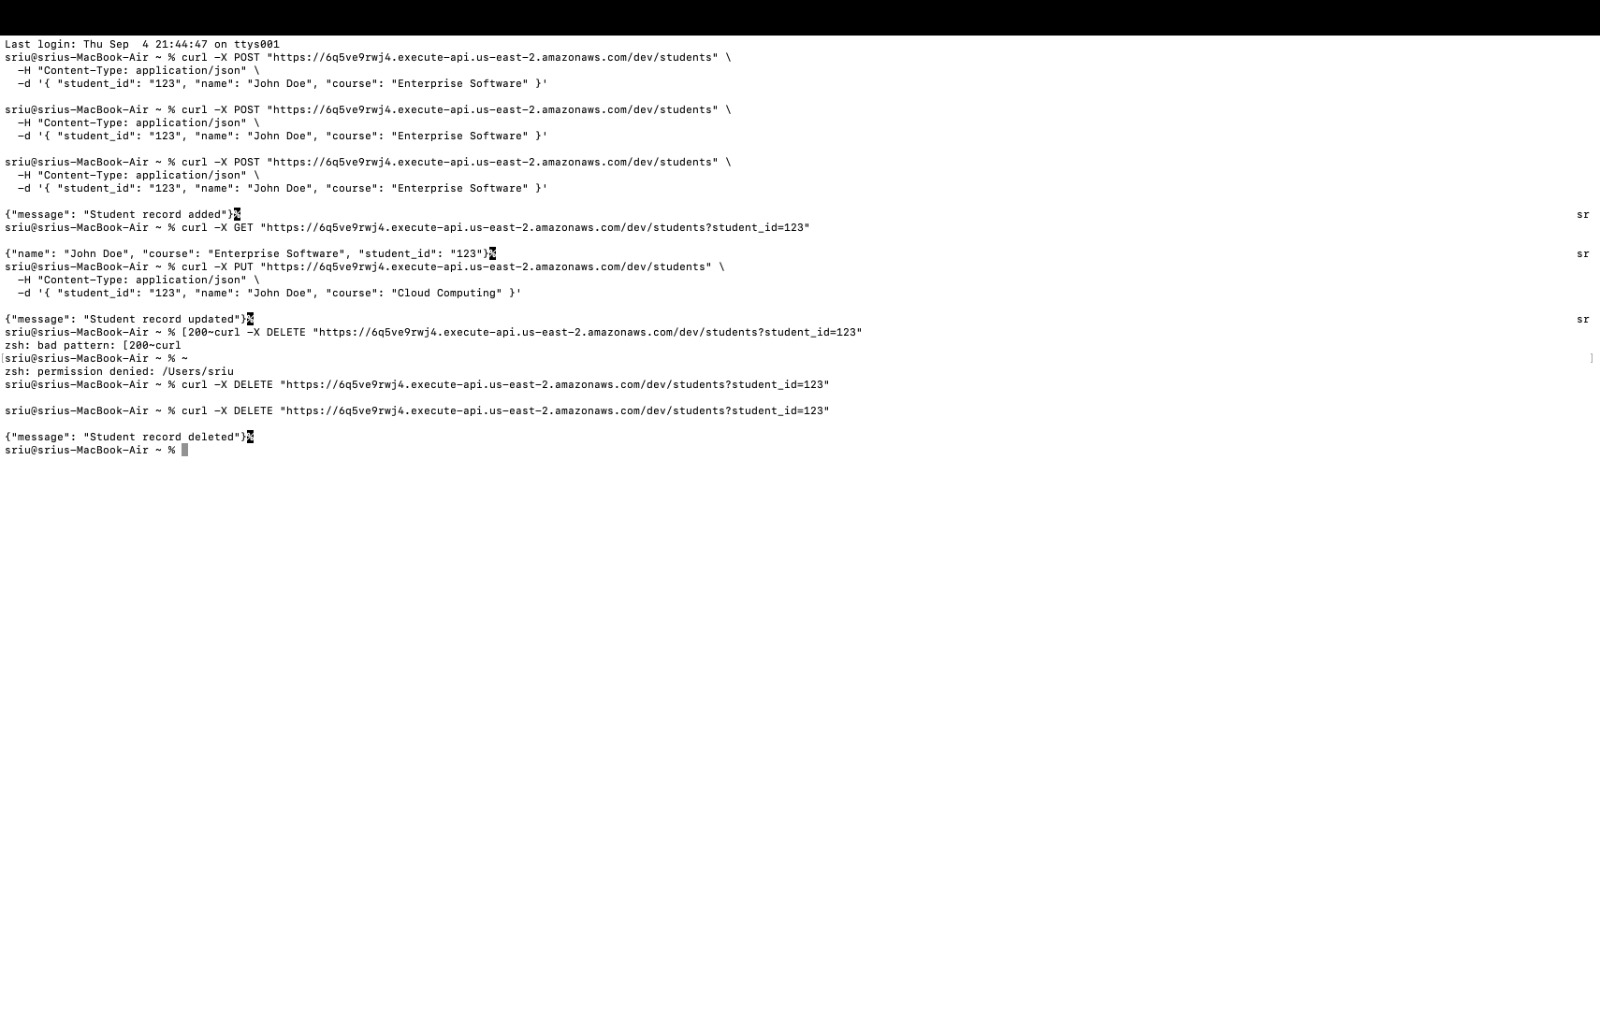 Last login: Thu Sep  4 21:44:47 on ttys001
sriu@srius-MacBook-Air ~ % curl -X POST "https://6q5ve9rwj4.execute-api.us-east-2.amazonaws.com/dev/students" \
  -H "Content-Type: application/json" \
  -d '{ "student_id": "123", "name": "John Doe", "course": "Enterprise Software" }'
sriu@srius-MacBook-Air ~ % curl -X POST "https://6q5ve9rwj4.execute-api.us-east-2.amazonaws.com/dev/students" \
  -H "Content-Type: application/json" \
  -d '{ "student_id": "123", "name": "John Doe", "course": "Enterprise Software" }'
sriu@srius-MacBook-Air ~ % curl -X POST "https://6q5ve9rwj4.execute-api.us-east-2.amazonaws.com/dev/students" \
  -H "Content-Type: application/json" \
  -d '{ "student_id": "123", "name": "John Doe", "course": "Enterprise Software" }'
{"message": "Student record added"}% sr
sriu@srius-MacBook-Air ~ % curl -X GET "https://6q5ve9rwj4.execute-api.us-east-2.amazonaws.com/dev/students?student_id=123"
{"name": "John Doe", "course": "Enterprise Software", "student_id": "123"}% sr
sriu@srius-MacBook-Air ~ % curl -X PUT "https://6q5ve9rwj4.execute-api.us-east-2.amazonaws.com/dev/students" \
  -H "Content-Type: application/json" \
  -d '{ "student_id": "123", "name": "John Doe", "course": "Cloud Computing" }'
{"message": "Student record updated"}% sr
sriu@srius-MacBook-Air ~ % [200~curl -X DELETE "https://6q5ve9rwj4.execute-api.us-east-2.amazonaws.com/dev/students?student_id=123"
zsh: bad pattern: [200~curl
[sriu@srius-MacBook-Air ~ % ~ ]
zsh: permission denied: /Users/sriu
sriu@srius-MacBook-Air ~ % curl -X DELETE "https://6q5ve9rwj4.execute-api.us-east-2.amazonaws.com/dev/students?student_id=123"
sriu@srius-MacBook-Air ~ % curl -X DELETE "https://6q5ve9rwj4.execute-api.us-east-2.amazonaws.com/dev/students?student_id=123"
{"message": "Student record deleted"}%
sriu@srius-MacBook-Air ~ %